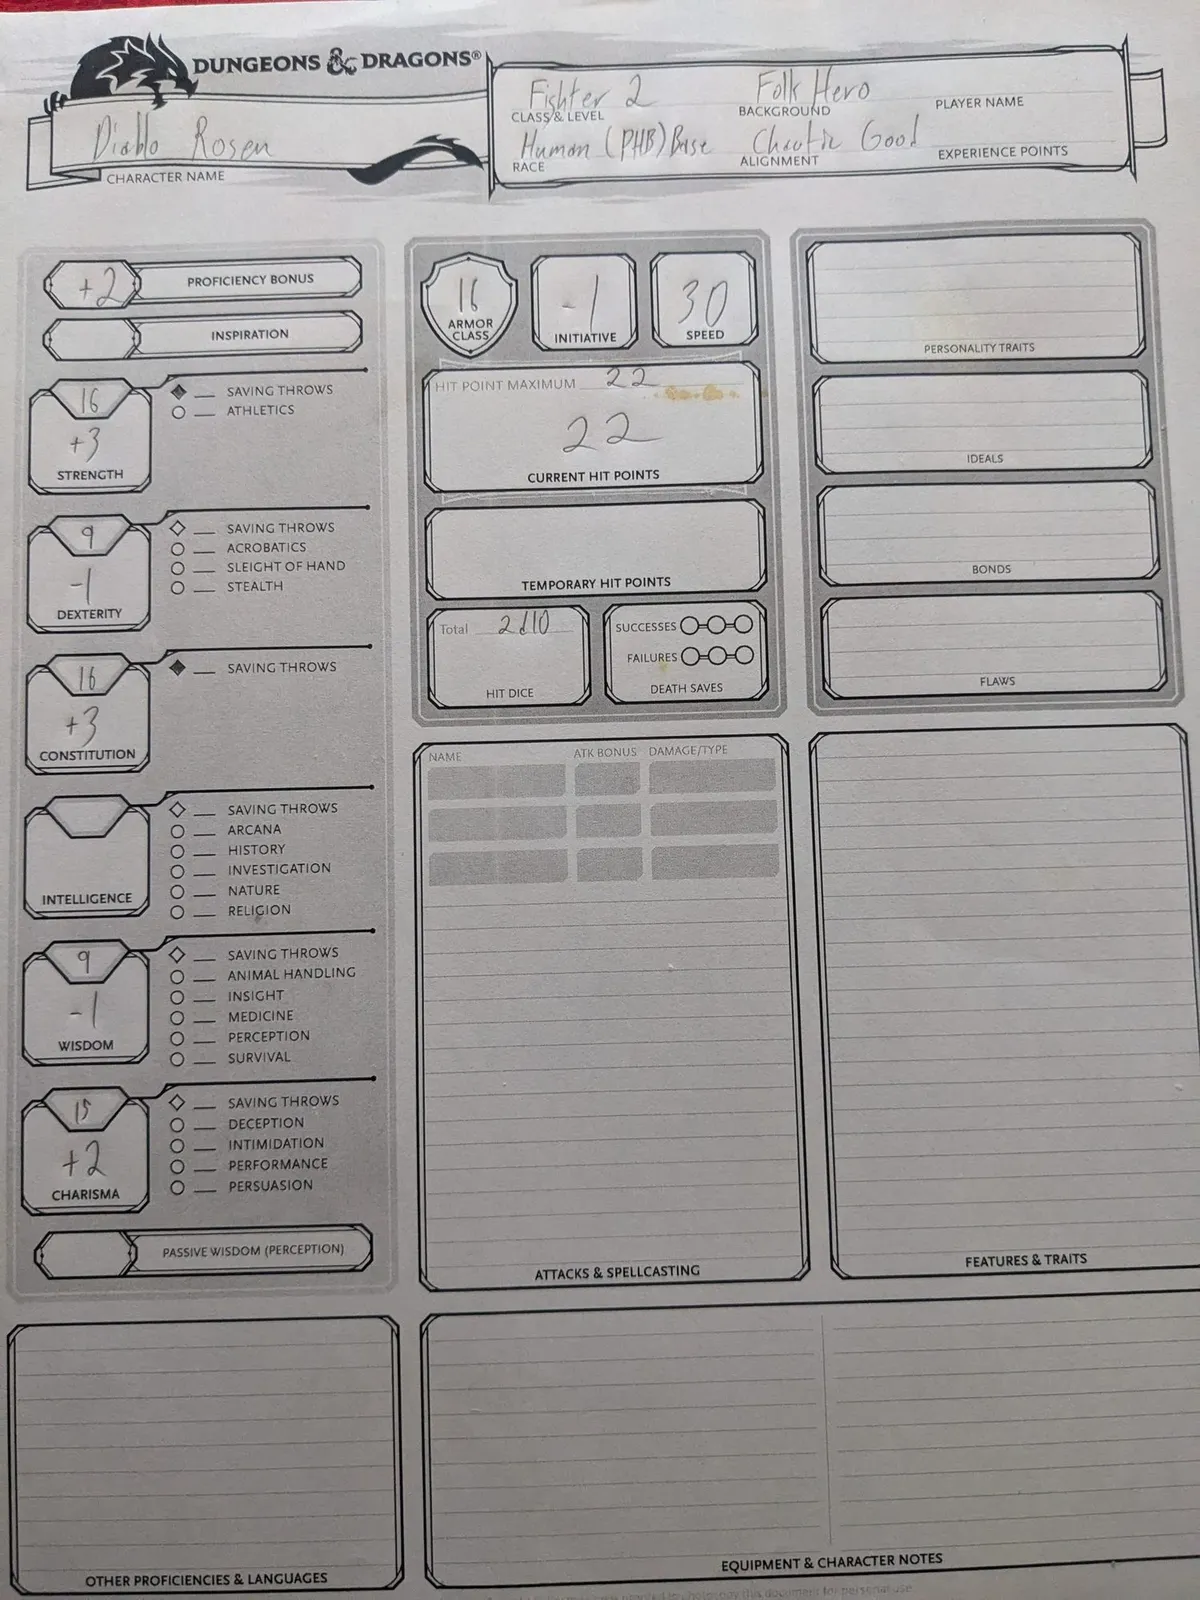 DUNGEONS & DRAGONS®
Diablo Rosen
CHARACTER NAME
Fighter 2
CLASS & LEVEL
Folk Hero
BACKGROUND
PLAYER NAME
Human (PHB) Base
RACE
Chaotic Good
ALIGNMENT
EXPERIENCE POINTS
+2 PROFICIENCY BONUS
INSPIRATION
16
+3
STRENGTH
SAVING THROWS
ATHLETICS
9
-1
DEXTERITY
SAVING THROWS
ACROBATICS
SLEIGHT OF HAND
STEALTH
16
+3
CONSTITUTION
SAVING THROWS
INTELLIGENCE
SAVING THROWS
ARCANA
HISTORY
INVESTIGATION
NATURE
RELIGION
9
-1
WISDOM
SAVING THROWS
ANIMAL HANDLING
INSIGHT
MEDICINE
PERCEPTION
SURVIVAL
15
+2
CHARISMA
SAVING THROWS
DECEPTION
INTIMIDATION
PERFORMANCE
PERSUASION
PASSIVE WISDOM (PERCEPTION)
OTHER PROFICIENCIES & LANGUAGES
16
ARMOR
CLASS
-1
INITIATIVE
30
SPEED
HIT POINT MAXIMUM 22
22
CURRENT HIT POINTS
TEMPORARY HIT POINTS
Total 2d10
HIT DICE
SUCCESSES
FAILURES
DEATH SAVES
NAME ATK BONUS DAMAGE/TYPE
ATTACKS & SPELLCASTING
EQUIPMENT & CHARACTER NOTES
PERSONALITY TRAITS
IDEALS
BONDS
FLAWS
FEATURES & TRAITS
this document for personal use